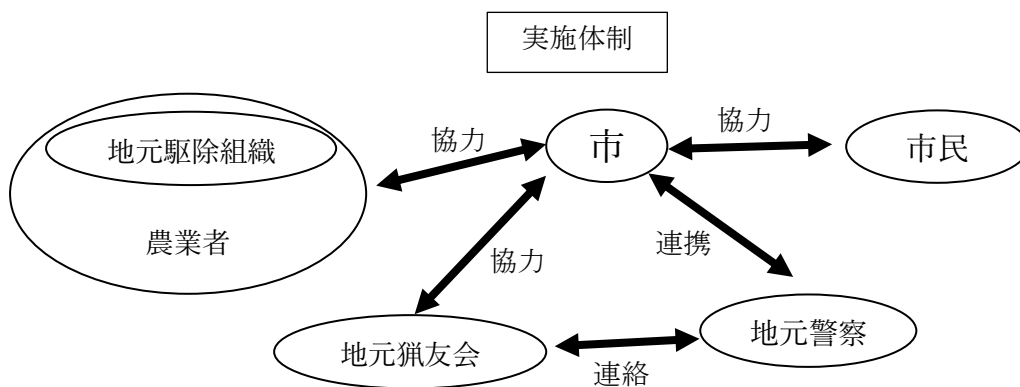 実施体制
地元駆除組織
農業者
協力
市
協力
市民
協力
連携
地元猟友会
連絡
地元警察